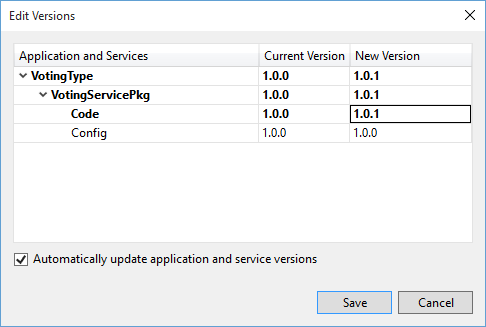 Edit Versions
Application and Services Current Version New Version
VotingType 1.0.0 1.0.1
VotingServicePkg 1.0.0 1.0.1
Code 1.0.0 1.0.1
Config 1.0.0 1.0.0
Automatically update application and service versions
Save Cancel